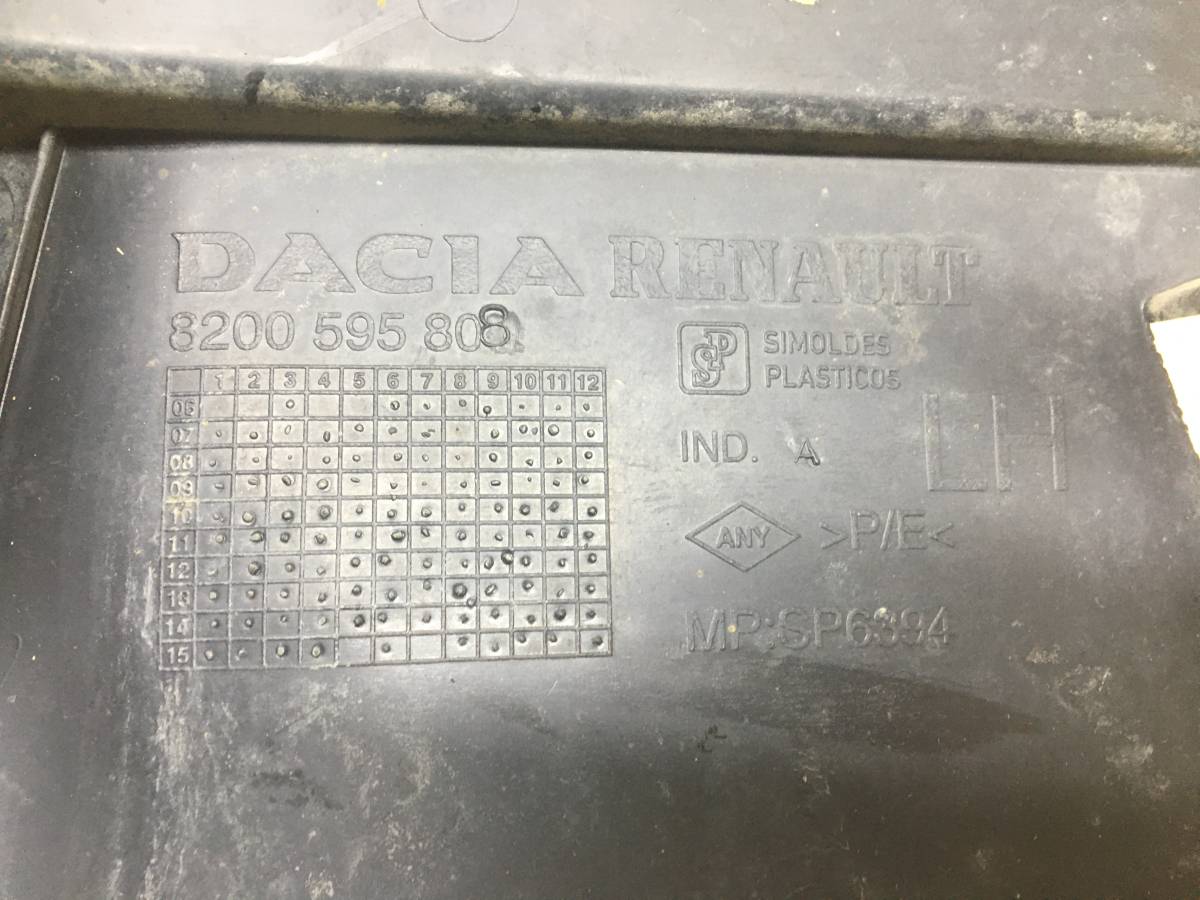 DACIA RENAULT
8200 595 808
SP SIMOLDES
PLASTICOS
IND. A
LH
ANY >P/E<
MP:SP6394
1 2 3 4 5 6 7 8 9 10 11 12
06
07
08
09
10
11
12
13
14
15